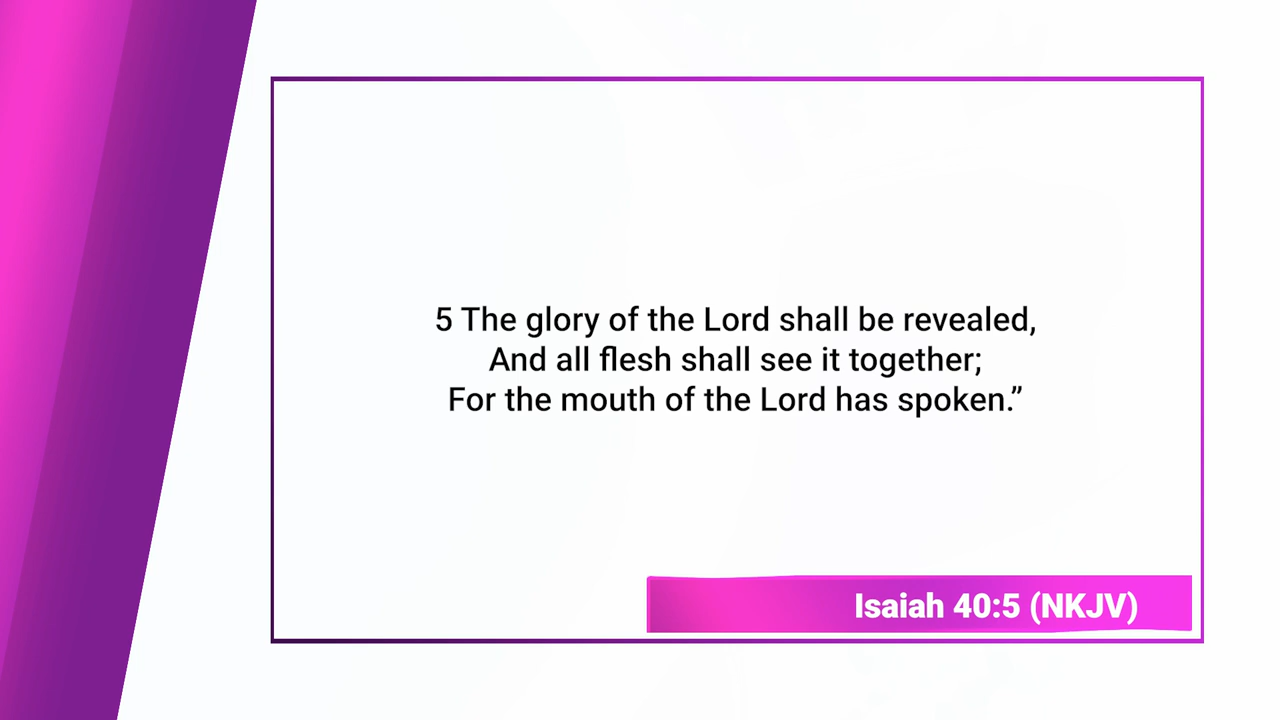 5 The glory of the Lord shall be revealed,
And all flesh shall see it together;
For the mouth of the Lord has spoken.”
Isaiah 40:5 (NKJV)